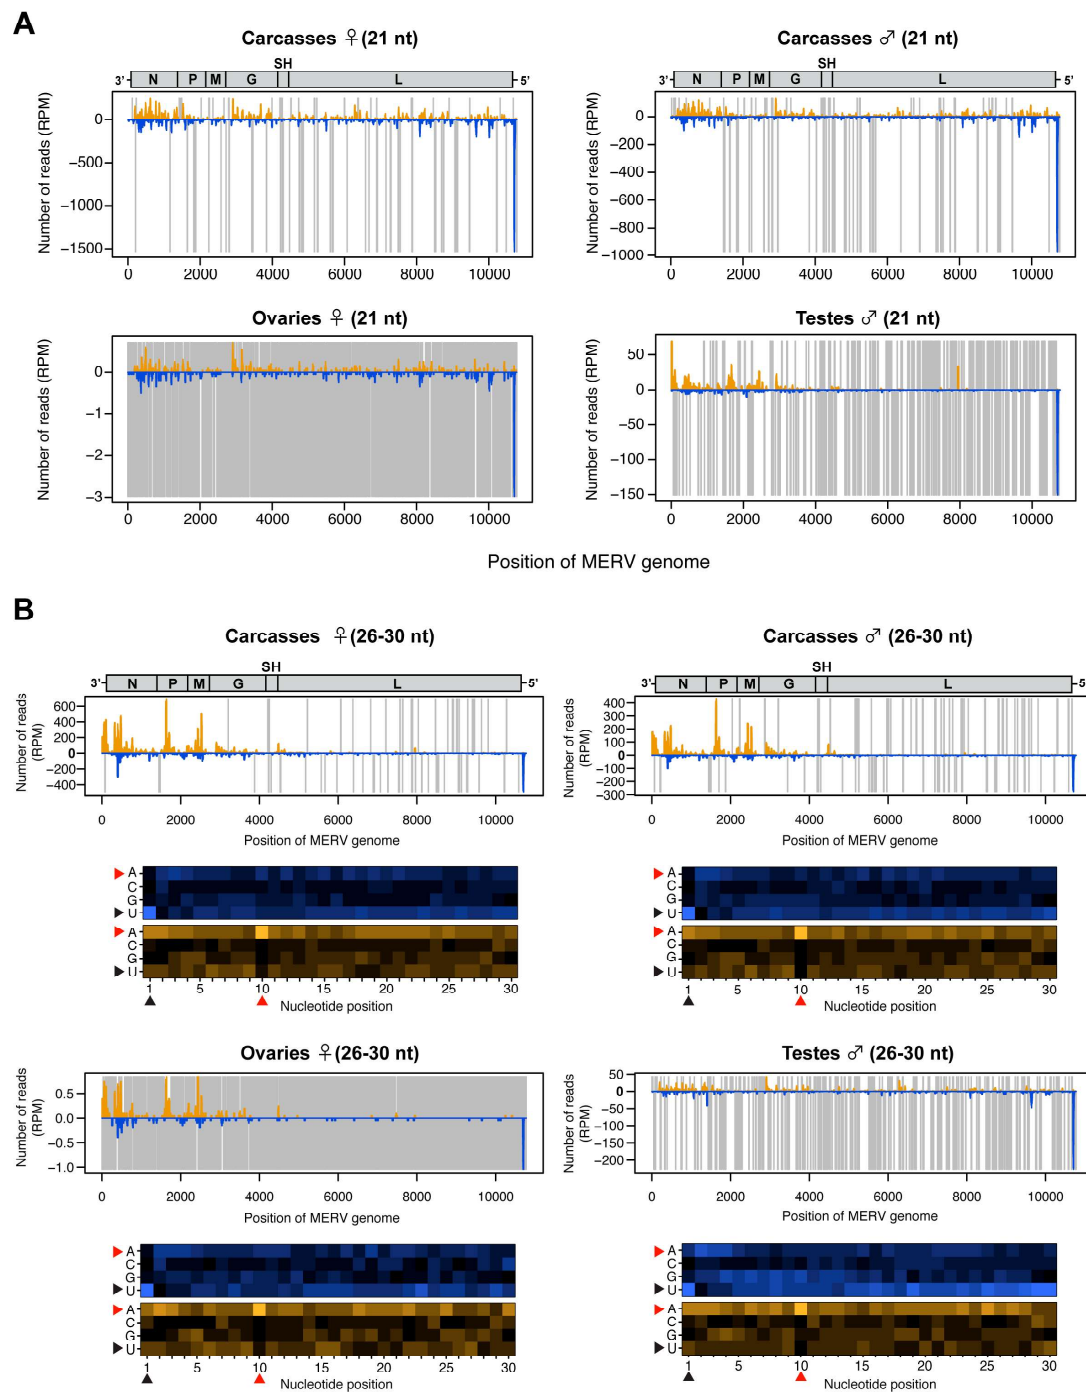 A
Carcasses ♀ (21 nt)
SH
3' N P M G L 5'
Number of reads (RPM)
0
−500
−1000
−1500
0 2000 4000 6000 8000 10000
Carcasses ♂ (21 nt)
SH
3' N P M G L 5'
Number of reads (RPM)
0
−200
−400
−600
−800
−1000
0 2000 4000 6000 8000 10000
Ovaries ♀ (21 nt)
Number of reads (RPM)
0
−1
−2
−3
0 2000 4000 6000 8000 10000
Testes ♂ (21 nt)
Number of reads (RPM)
50
0
−50
−100
−150
0 2000 4000 6000 8000 10000
Position of MERV genome
B
Carcasses ♀ (26-30 nt)
SH
3' N P M G L 5'
Number of reads
(RPM)
600
400
200
0
−200
−400
0 2000 4000 6000 8000 10000
Position of MERV genome
A
C
G
U
A
C
G
U
1 5 10 15 20 25 30
Nucleotide position
Carcasses ♂ (26-30 nt)
SH
3' N P M G L 5'
Number of reads
(RPM)
400
300
200
100
0
−100
−200
−300
0 2000 4000 6000 8000 10000
Position of MERV genome
A
C
G
U
A
C
G
U
1 5 10 15 20 25 30
Nucleotide position
Ovaries ♀ (26-30 nt)
Number of reads
(RPM)
0.5
0.0
−0.5
−1.0
0 2000 4000 6000 8000 10000
Position of MERV genome
A
C
G
U
A
C
G
U
1 5 10 15 20 25 30
Nucleotide position
Testes ♂ (26-30 nt)
Number of reads
(RPM)
50
0
−50
−100
−150
−200
0 2000 4000 6000 8000 10000
Position of MERV genome
A
C
G
U
A
C
G
U
1 5 10 15 20 25 30
Nucleotide position